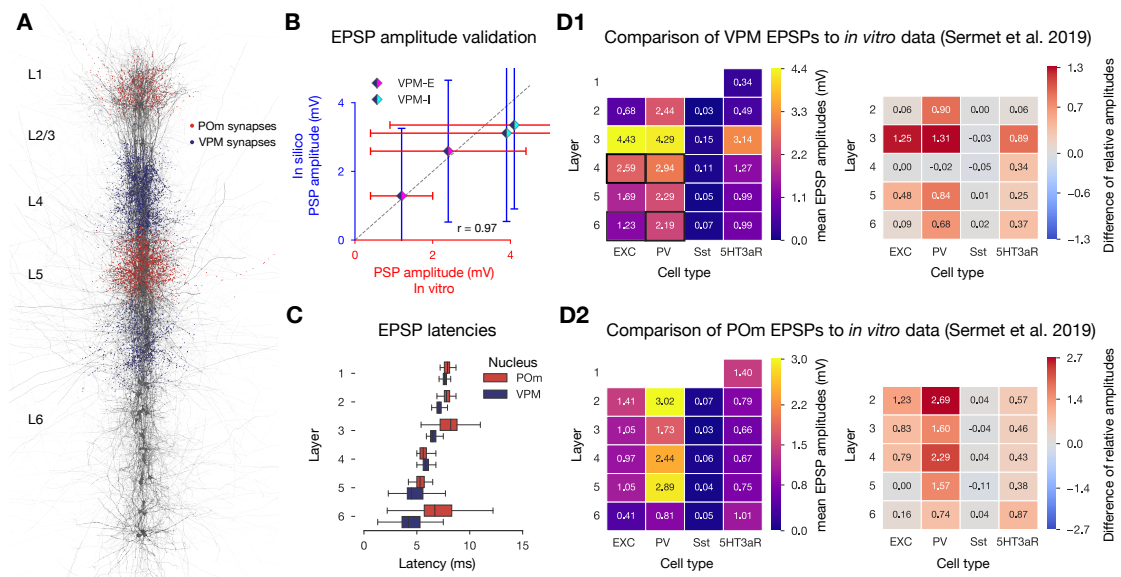 A
L1
L2/3
L4
L5
L6
POm synapses
VPM synapses
B
EPSP amplitude validation
In silico
PSP amplitude (mV)
4
2
0
VPM-E
VPM-I
r = 0.97
0 2 4
PSP amplitude (mV)
In vitro
C
EPSP latencies
Nucleus
POm
VPM
Layer
1
2
3
4
5
6
0 5 10 15
Latency (ms)
D1
Comparison of VPM EPSPs to in vitro data (Sermet et al. 2019)
Layer
1 0.34
2 0.68 2.44 0.03 0.49
3 4.43 4.29 0.15 3.14
4 2.59 2.94 0.11 1.27
5 1.69 2.29 0.05 0.99
6 1.23 2.19 0.07 0.99
EXC PV Sst 5HT3aR
Cell type
4.4
3.3
2.2
1.1
0.0
mean EPSP amplitudes (mV)
2 0.06 0.90 0.00 0.06
3 1.25 1.31 -0.03 0.89
4 0.00 -0.02 -0.05 0.34
5 0.48 0.84 0.01 0.25
6 0.09 0.68 0.02 0.37
EXC PV Sst 5HT3aR
Cell type
1.3
0.7
0.0
−0.6
−1.3
Difference of relative amplitudes
D2
Comparison of POm EPSPs to in vitro data (Sermet et al. 2019)
Layer
1 1.40
2 1.41 3.02 0.07 0.79
3 1.05 1.73 0.03 0.66
4 0.97 2.44 0.06 0.67
5 1.05 2.89 0.04 0.75
6 0.41 0.81 0.05 1.01
EXC PV Sst 5HT3aR
Cell type
3.0
2.2
1.5
0.8
0.0
mean EPSP amplitudes (mV)
2 1.23 2.69 0.04 0.57
3 0.83 1.60 -0.04 0.46
4 0.79 2.29 0.04 0.43
5 0.00 1.57 -0.11 0.38
6 0.16 0.74 0.04 0.87
EXC PV Sst 5HT3aR
Cell type
2.7
1.4
0.0
−1.4
−2.7
Difference of relative amplitudes